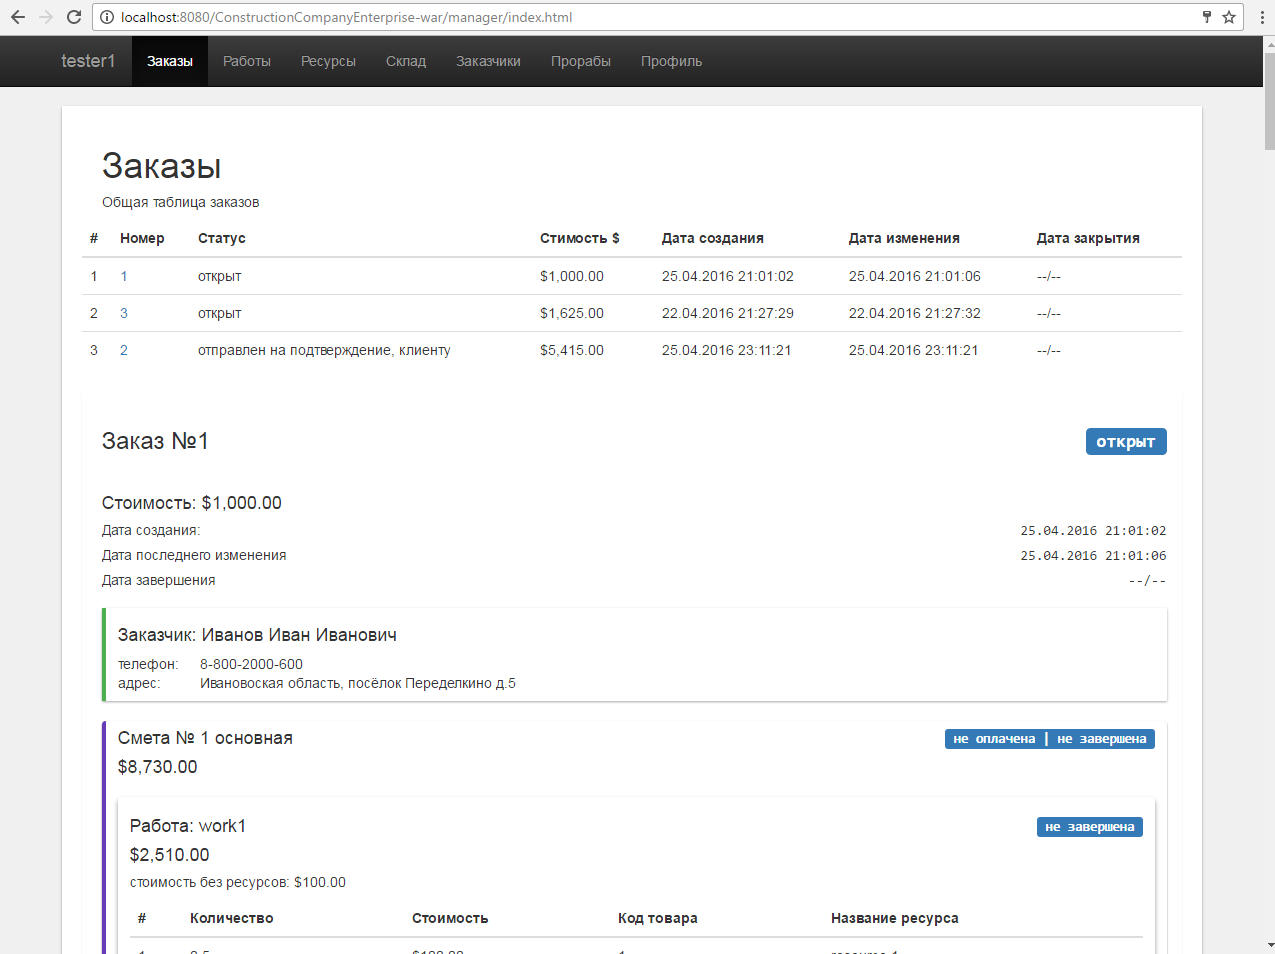 localhost:8080/ConstructionCompanyEnterprise-war/manager/index.html
tester1 Заказы Работы Ресурсы Склад Заказчики Прорабы Профиль
Заказы
Общая таблица заказов
# Номер Статус Стимость $ Дата создания Дата изменения Дата закрытия
1 1 открыт $1,000.00 25.04.2016 21:01:02 25.04.2016 21:01:06 --/--
2 3 открыт $1,625.00 22.04.2016 21:27:29 22.04.2016 21:27:32 --/--
3 2 отправлен на подтверждение, клиенту $5,415.00 25.04.2016 23:11:21 25.04.2016 23:11:21 --/--
Заказ №1 открыт
Стоимость: $1,000.00
Дата создания: 25.04.2016 21:01:02
Дата последнего изменения 25.04.2016 21:01:06
Дата завершения --/--
Заказчик: Иванов Иван Иванович
телефон: 8-800-2000-600
адрес: Ивановоская область, посёлок Переделкино д.5
Смета № 1 основная не оплачена | не завершена
$8,730.00
Работа: work1 не завершена
$2,510.00
стоимость без ресурсов: $100.00
# Количество Стоимость Код товара Название ресурса